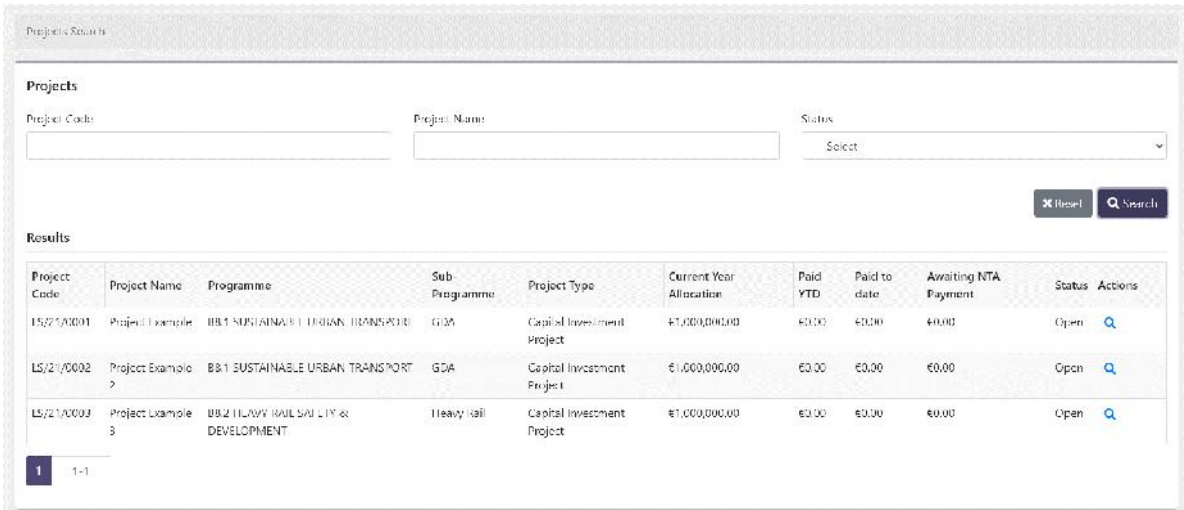 Projects Search
Projects
Project Code
Project Name
Status
Select
Reset
Search
Results
Project Code
Project Name
Programme
Sub-Programme
Project Type
Current Year Allocation
Paid YTD
Paid to date
Awaiting NTA Payment
Status
Actions
LS/21/0001 Project Example B8.1 SUSTAINABLE URBAN TRANSPORT GDA Capital Investment €1,000,000.00 €0.00 €0.00 €0.00 Open
Project
LS/21/0002 Project Example B8.1 SUSTAINABLE URBAN TRANSPORT GDA Capital Investment €1,000,000.00 €0.00 €0.00 €0.00 Open
2 Project
LS/21/0003 Project Example B8.2 HEAVY RAIL SAFETY & Heavy Rail Capital Investment €1,000,000.00 €0.00 €0.00 €0.00 Open
3 DEVELOPMENT Project
1 1-1